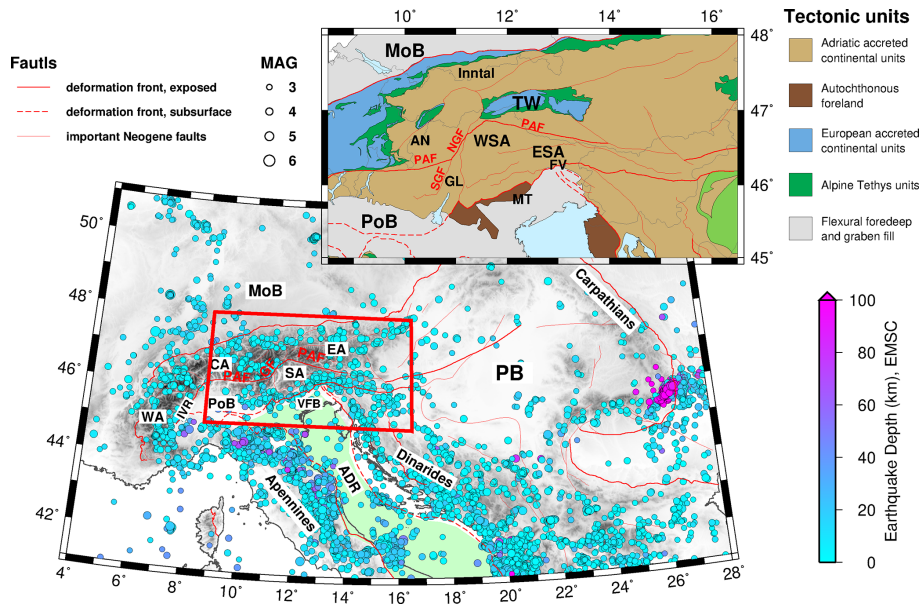 10° 12° 14° 16°
Tectonic units
48°
MoB
Adriatic accreted
continental units
Fautls
MAG
Inntal
deformation front, exposed
3
TW
Autochthonous
foreland
deformation front, subsurface
4
47°
important Neogene faults
5
AN
NGF
WSA
PAF
European accreted
continental units
6
PAF
ESA
FV
SGF
GL
46°
Alpine Tethys units
MT
PoB
Flexural foredeep
and graben fill
45°
50°
48°
46°
44°
42°
MoB
Carpathians
100
80
60
40
20
0
Earthquake Depth (km), EMSC
EA
PAF
CA
PAF
SA
PB
PoB
VFB
WA
IVR
ADR
Dinarides
Apennines
4° 6° 8° 10° 12° 14° 16° 18° 20° 22° 24° 26° 28°